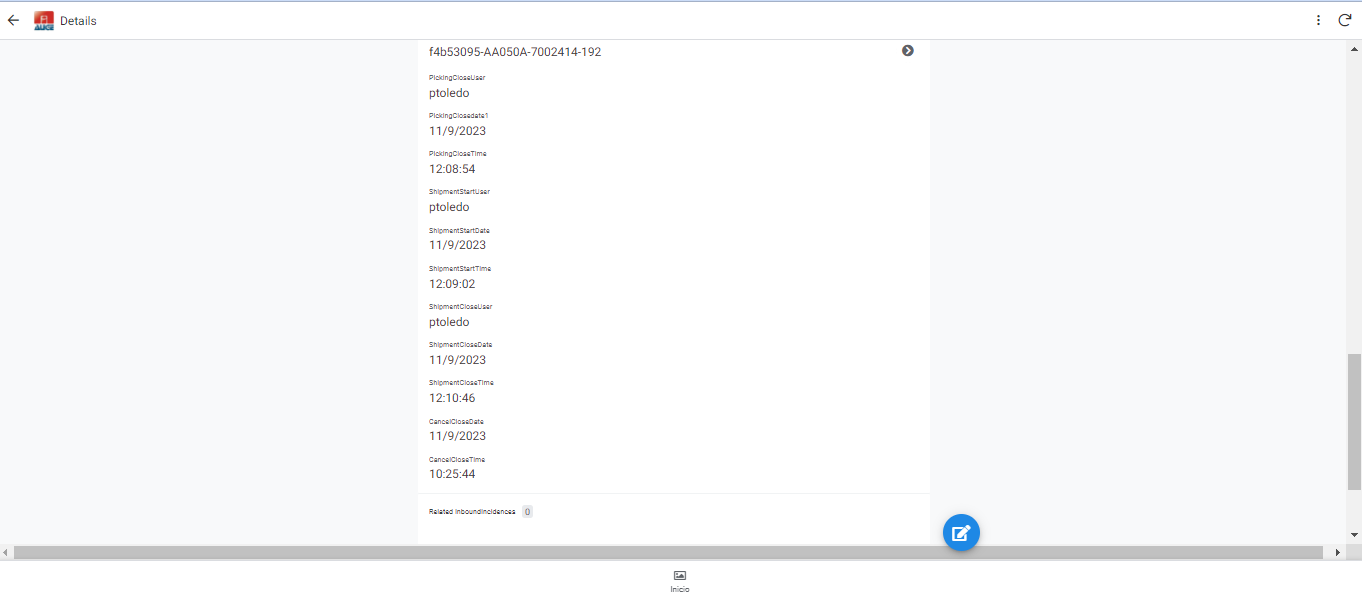 Details
AUGE
f4b53095-AA050A-7002414-192
PickingCloseUser
ptoledo
PickingClosedate1
11/9/2023
PickingCloseTime
12:08:54
ShipmentStartUser
ptoledo
ShipmentStartDate
11/9/2023
ShipmentStartTime
12:09:02
ShipmentCloseUser
ptoledo
ShipmentCloseDate
11/9/2023
ShipmentCloseTime
12:10:46
CancelCloseDate
11/9/2023
CancelCloseTime
10:25:44
Related InboundIncidences 0
Inicio